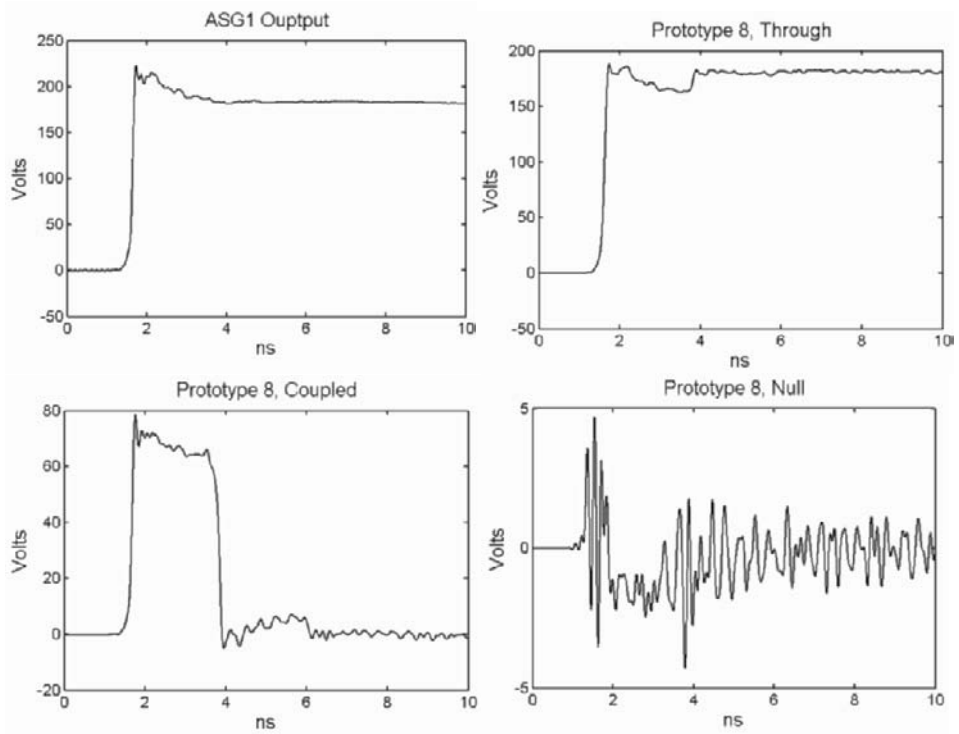 ASG1 Ouptput
250
200
150
100
50
0
-50
Volts
0 2 4 6 8 10
ns
Prototype 8, Through
200
150
100
50
0
-50
Volts
0 2 4 6 8 10
ns
Prototype 8, Coupled
80
60
40
20
0
-20
Volts
0 2 4 6 8 10
ns
Prototype 8, Null
5
0
-5
Volts
0 2 4 6 8 10
ns